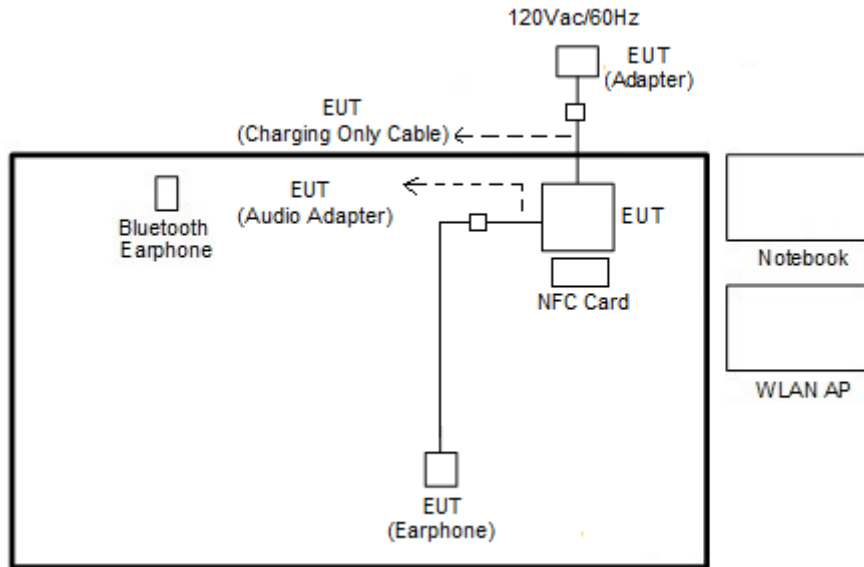 120Vac/60Hz
EUT
(Adapter)
EUT
(Charging Only Cable)
EUT
(Audio Adapter)
Bluetooth
Earphone
EUT
NFC Card
Notebook
WLAN AP
EUT
(Earphone)